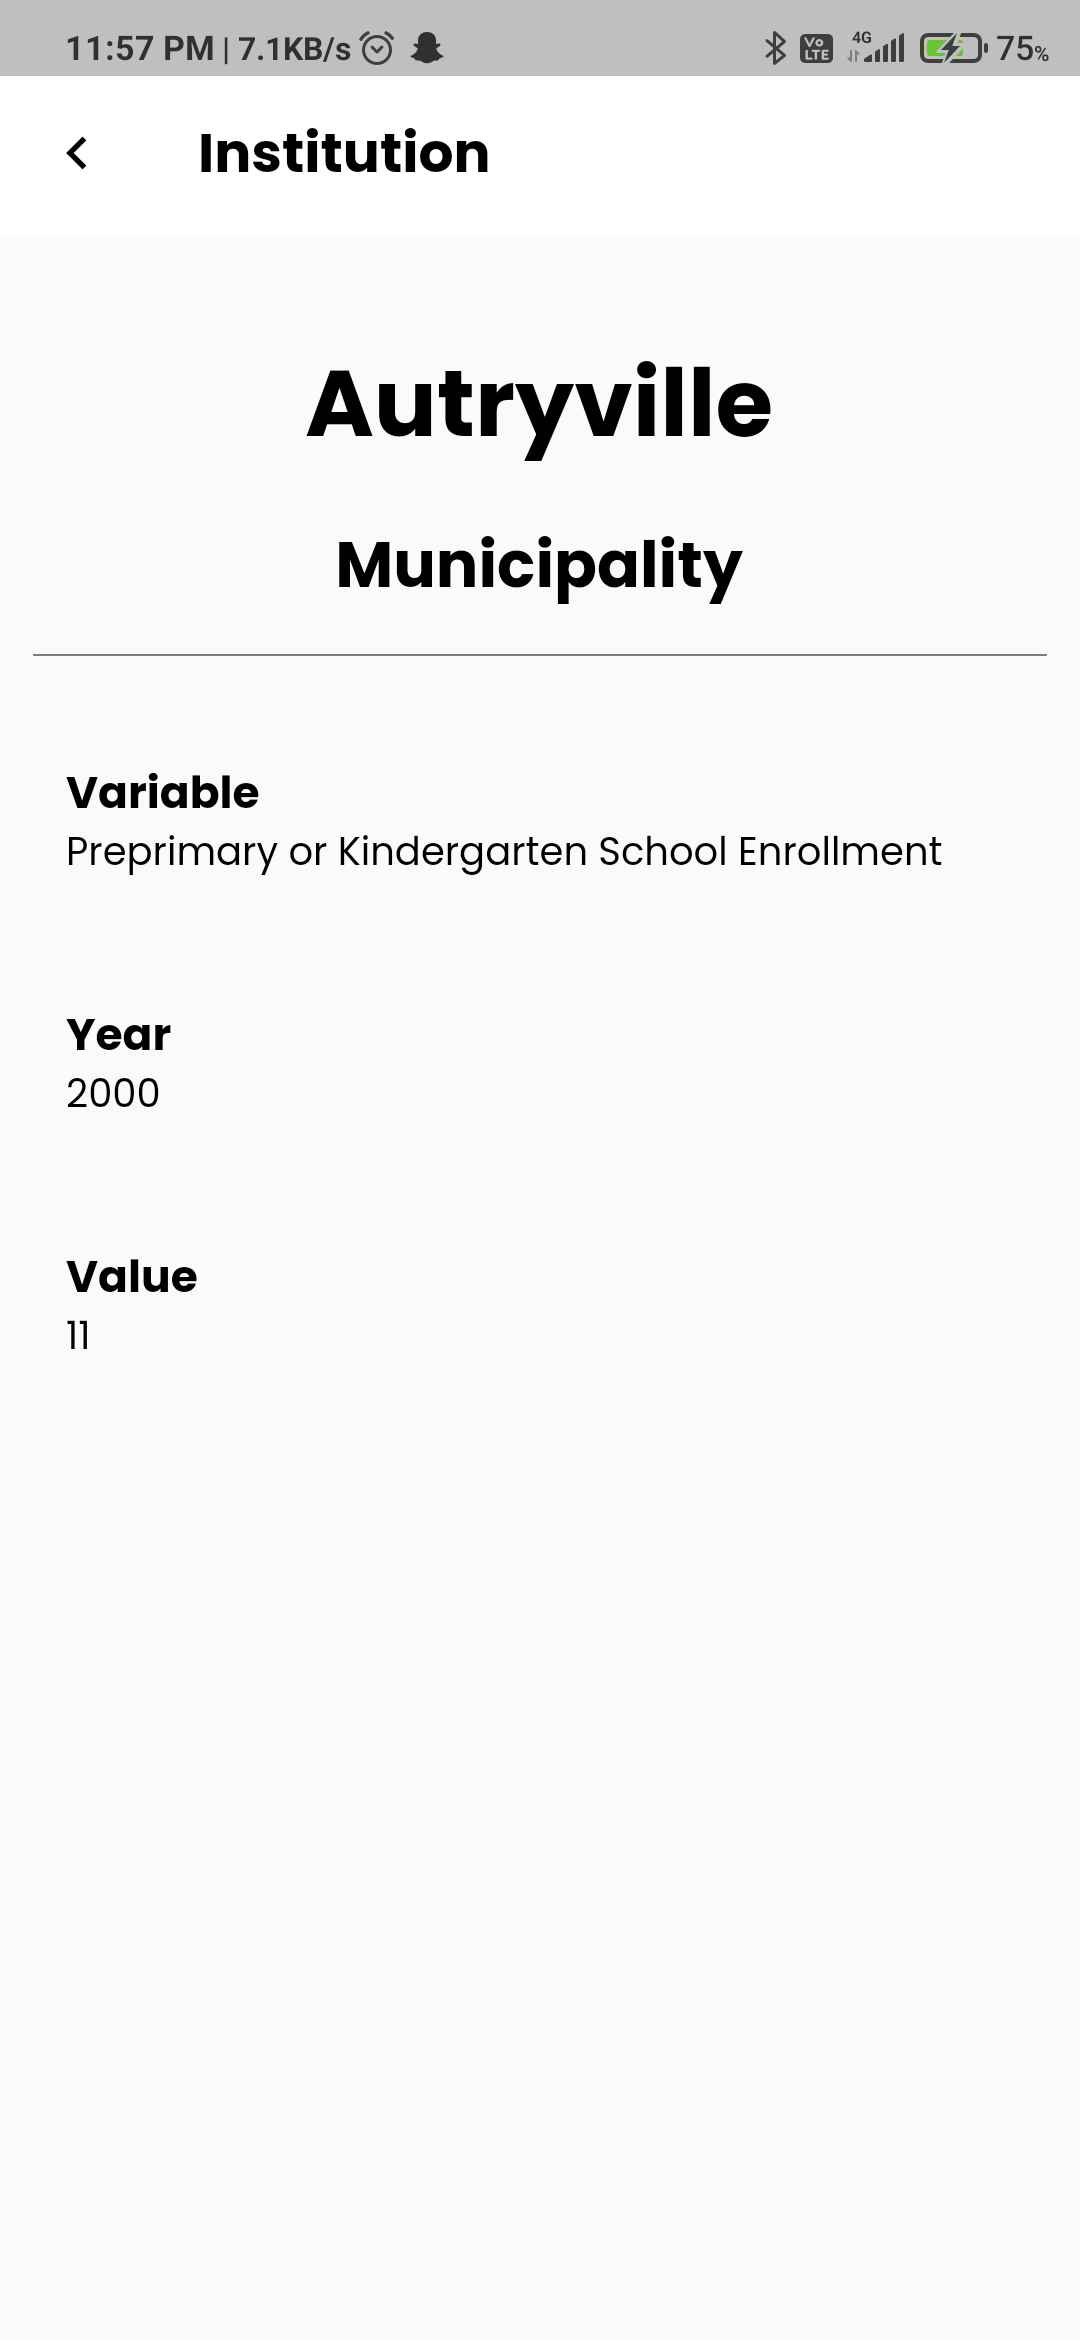 11:57 PM | 7.1KB/s Vo LTE 4G 75%
Institution
Autryville
Municipality
Variable
Preprimary or Kindergarten School Enrollment
Year
2000
Value
11